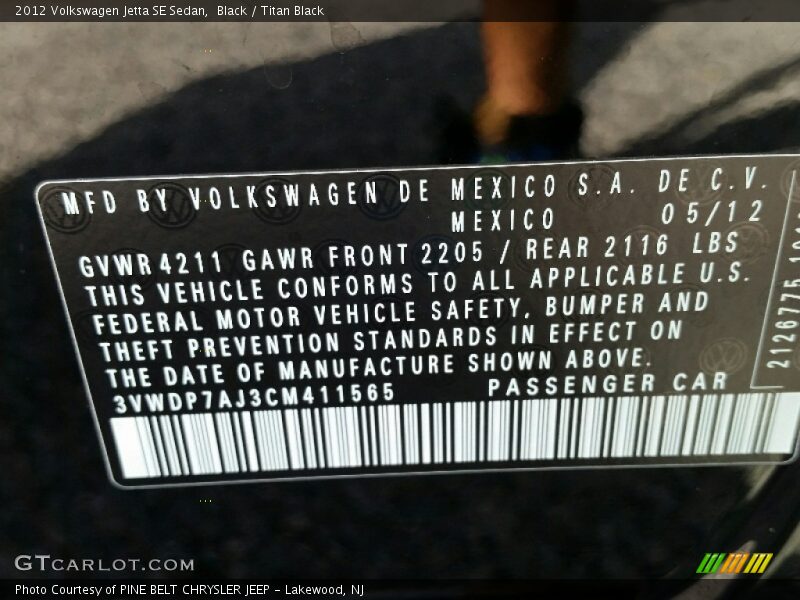 2012 Volkswagen Jetta SE Sedan,  Black / Titan Black
MFD BY VOLKSWAGEN DE MEXICO S.A. DE C.V.
MEXICO 05/12
GVWR 4211 GAWR FRONT 2205 / REAR 2116 LBS
THIS VEHICLE CONFORMS TO ALL APPLICABLE U.S.
FEDERAL MOTOR VEHICLE SAFETY, BUMPER AND
THEFT PREVENTION STANDARDS IN EFFECT ON
THE DATE OF MANUFACTURE SHOWN ABOVE.
3VWDP7AJ3CM411565 PASSENGER CAR
2126775
GTCARLOT.COM
Photo Courtesy of PINE BELT CHRYSLER JEEP - Lakewood, NJ